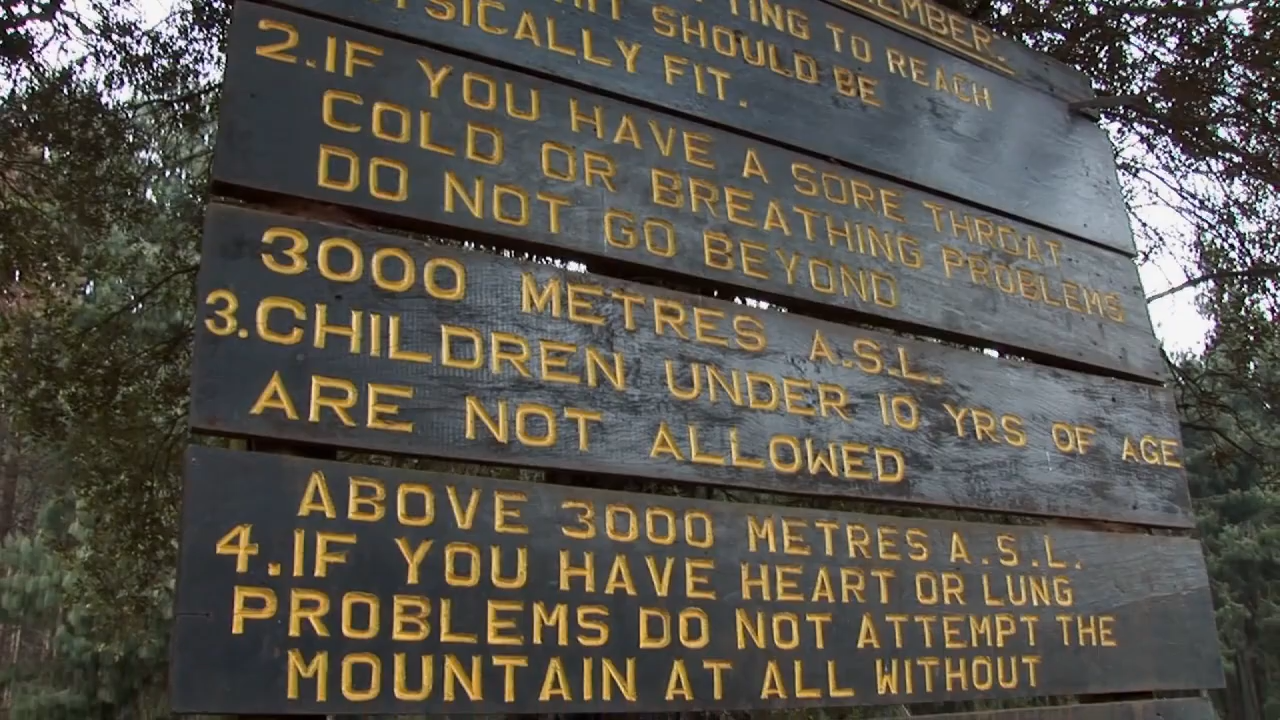 TO REACH
SHOULD BE
FIT.
2.IF YOU HAVE A SORE THROAT
COLD OR BREATHING PROBLEMS
DO NOT GO BEYOND
3000 METRES A.S.L.
3.CHILDREN UNDER 10 YRS OF AGE
ARE NOT ALLOWED
ABOVE 3000 METRES A.S.L.
4.IF YOU HAVE HEART OR LUNG
PROBLEMS DO NOT ATTEMPT THE
MOUNTAIN AT ALL WITHOUT